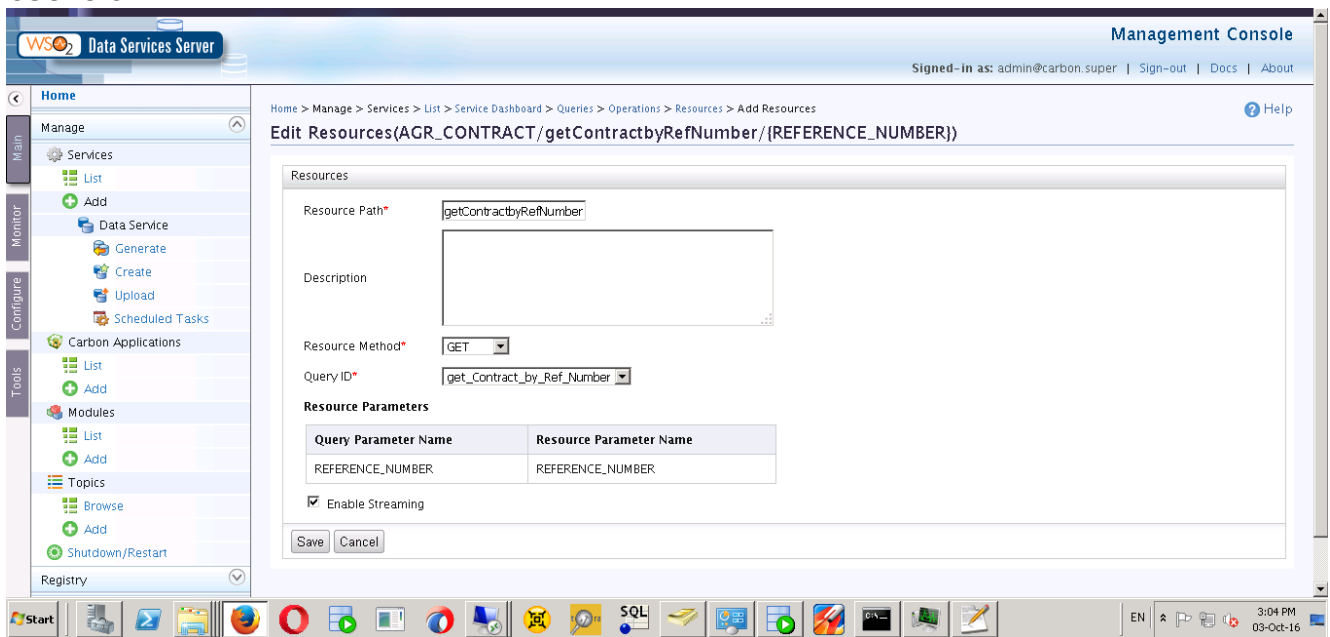 WSO2 Data Services Server
Management Console
Signed-in as: admin@carbon.super | Sign-out | Docs | About
Main
Monitor
Configure
Tools
Home
Manage
Services
List
Add
Data Service
Generate
Create
Upload
Scheduled Tasks
Carbon Applications
List
Add
Modules
List
Add
Topics
Browse
Add
Shutdown/Restart
Registry
Home > Manage > Services > List > Service Dashboard > Queries > Operations > Resources > Add Resources
Help
Edit Resources(AGR_CONTRACT/getContractbyRefNumber/{REFERENCE_NUMBER})
Resources
Resource Path*
getContractbyRefNumber
Description
Resource Method*
GET
Query ID*
get_Contract_by_Ref_Number
Resource Parameters
Query Parameter Name Resource Parameter Name
REFERENCE_NUMBER REFERENCE_NUMBER
Enable Streaming
Save Cancel
Start
SQL
EN
3:04 PM
03-Oct-16